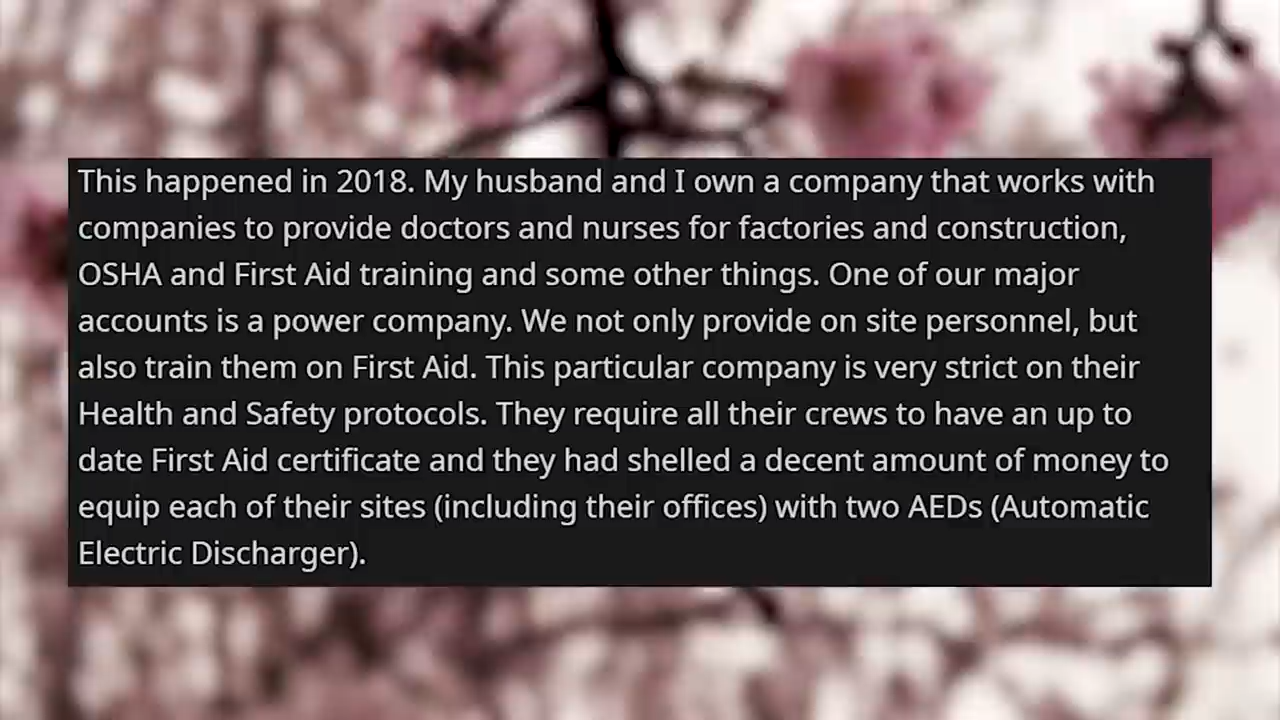 This happened in 2018. My husband and I own a company that works with
companies to provide doctors and nurses for factories and construction,
OSHA and First Aid training and some other things. One of our major
accounts is a power company. We not only provide on site personnel, but
also train them on First Aid. This particular company is very strict on their
Health and Safety protocols. They require all their crews to have an up to
date First Aid certificate and they had shelled a decent amount of money to
equip each of their sites (including their offices) with two AEDs (Automatic
Electric Discharger).